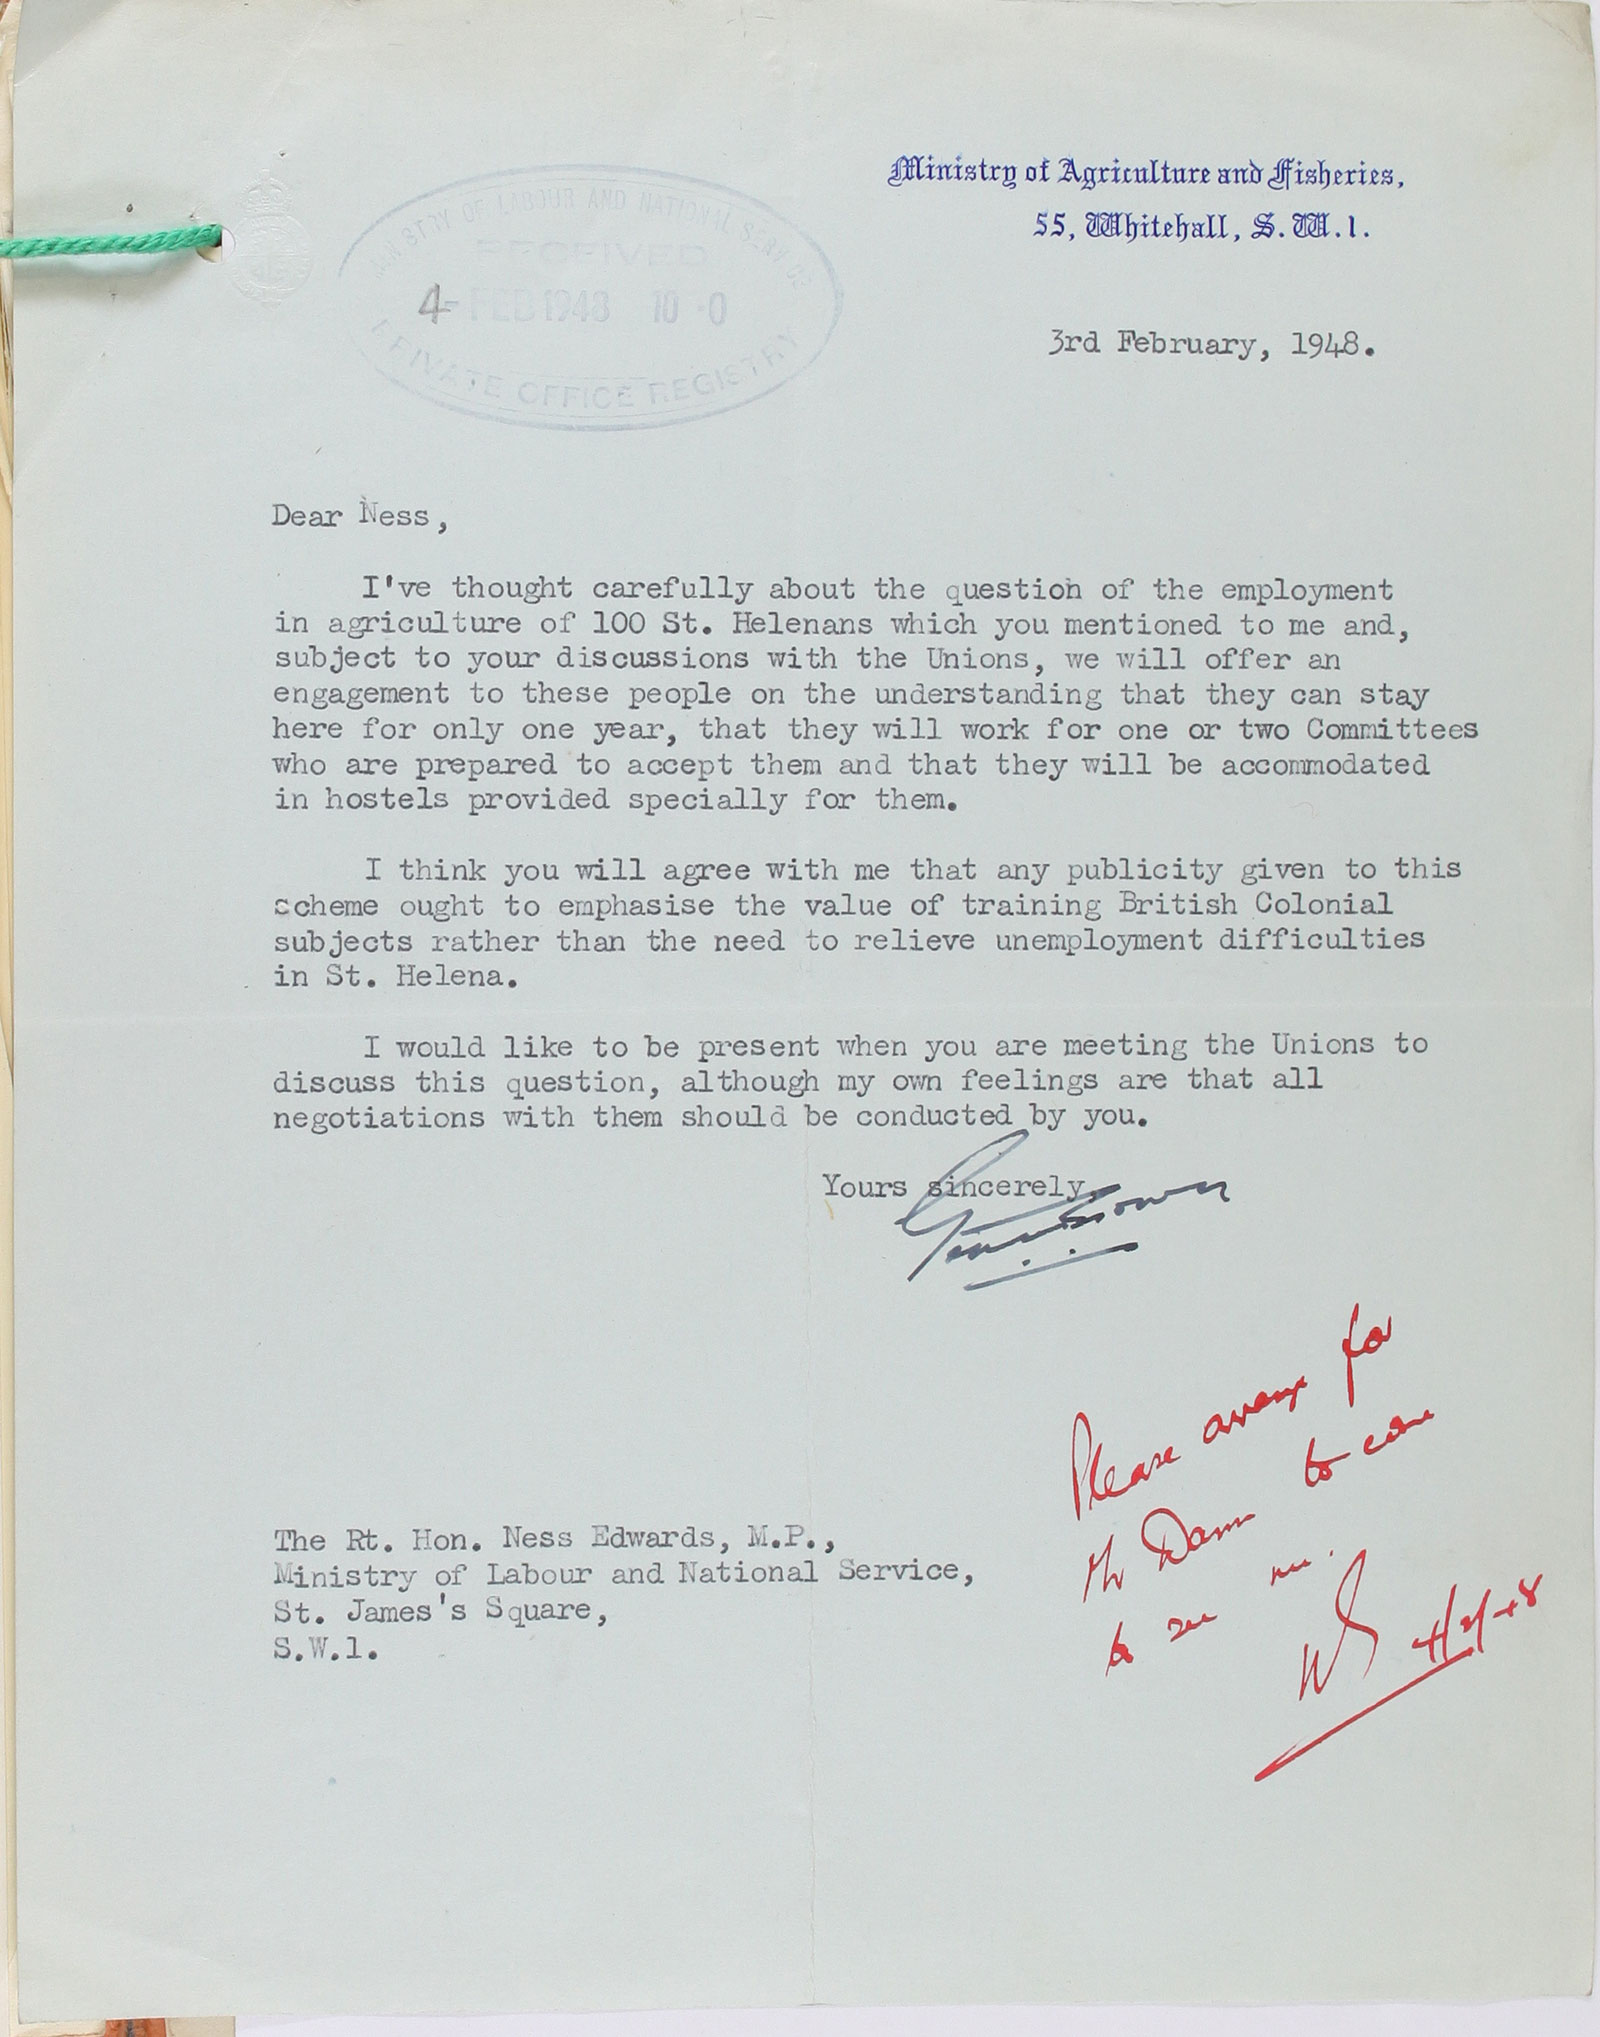 Ministry of Agriculture and Fisheries,
55, Whitehall, S.W.1.
MINISTRY OF LABOUR AND NATIONAL SERVICE
RECEIVED
4- FEB 1948 10 0
PRIVATE OFFICE REGISTRY
3rd February, 1948.
Dear Ness,
I've thought carefully about the question of the employment
in agriculture of 100 St. Helenans which you mentioned to me and,
subject to your discussions with the Unions, we will offer an
engagement to these people on the understanding that they can stay
here for only one year, that they will work for one or two Committees
who are prepared to accept them and that they will be accommodated
in hostels provided specially for them.
I think you will agree with me that any publicity given to this
scheme ought to emphasise the value of training British Colonial
subjects rather than the need to relieve unemployment difficulties
in St. Helena.
I would like to be present when you are meeting the Unions to
discuss this question, although my own feelings are that all
negotiations with them should be conducted by you.
Yours sincerely,
Please arrange for
Mr to come
to see me.
4/2/48
The Rt. Hon. Ness Edwards, M.P.,
Ministry of Labour and National Service,
St. James's Square,
S.W.1.